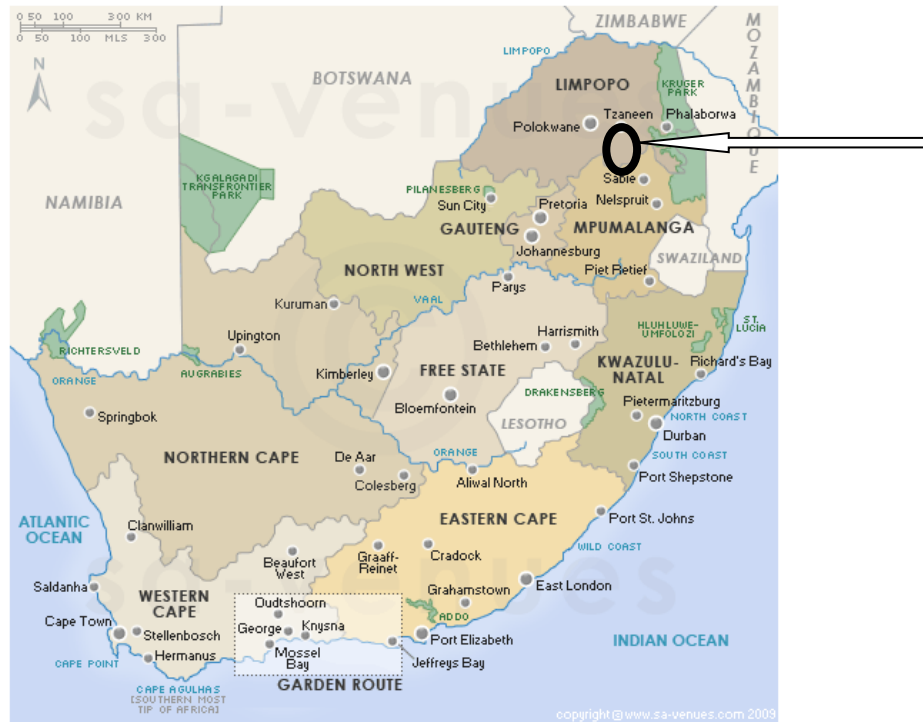 0 50 100 300 KM
0 50 100 MLS 300
N
ZIMBABWE
MOZAMBIQUE
LIMPOPO
BOTSWANA
LIMPOPO
KRUGER
PARK
Tzaneen
Phalaborwa
Polokwane
sa-venues
KGALAGADI
TRANSFRONTIER
PARK
NAMIBIA
PILANESBERG
Sun City
Sabie
Nelspruit
Pretoria
GAUTENG
MPUMALANGA
Johannesburg
SWAZILAND
NORTH WEST
Piet Retief
Parys
Kuruman
VAAL
Upington
Harrismith
Bethlehem
HLUHLUWE-
UMFOLOZI
ST.
LUCIA
RICHTERSVELD
AUGRABIES
Kimberley
FREE STATE
KWAZULU-
NATAL
Richard's Bay
ORANGE
DRAKENSBERG
Springbok
Bloemfontein
Pietermaritzburg
NORTH COAST
LESOTHO
Durban
NORTHERN CAPE
De Aar
ORANGE
SOUTH COAST
Colesberg
Aliwal North
Port Shepstone
ATLANTIC
OCEAN
Clanwilliam
EASTERN CAPE
Port St. Johns
Beaufort
West
Graaff-
Reinet
Cradock
WILD COAST
sa-venues
Saldanha
WESTERN
CAPE
Oudtshoorn
Grahamstown
East London
ADDO
Cape Town
Stellenbosch
George
Knysna
Port Elizabeth
INDIAN OCEAN
CAPE POINT
Hermanus
Mossel
Bay
Jeffreys Bay
GARDEN ROUTE
CAPE AGULHAS
[SOUTHERN MOST
TIP OF AFRICA]
copyright@www.sa-venues.com 2009